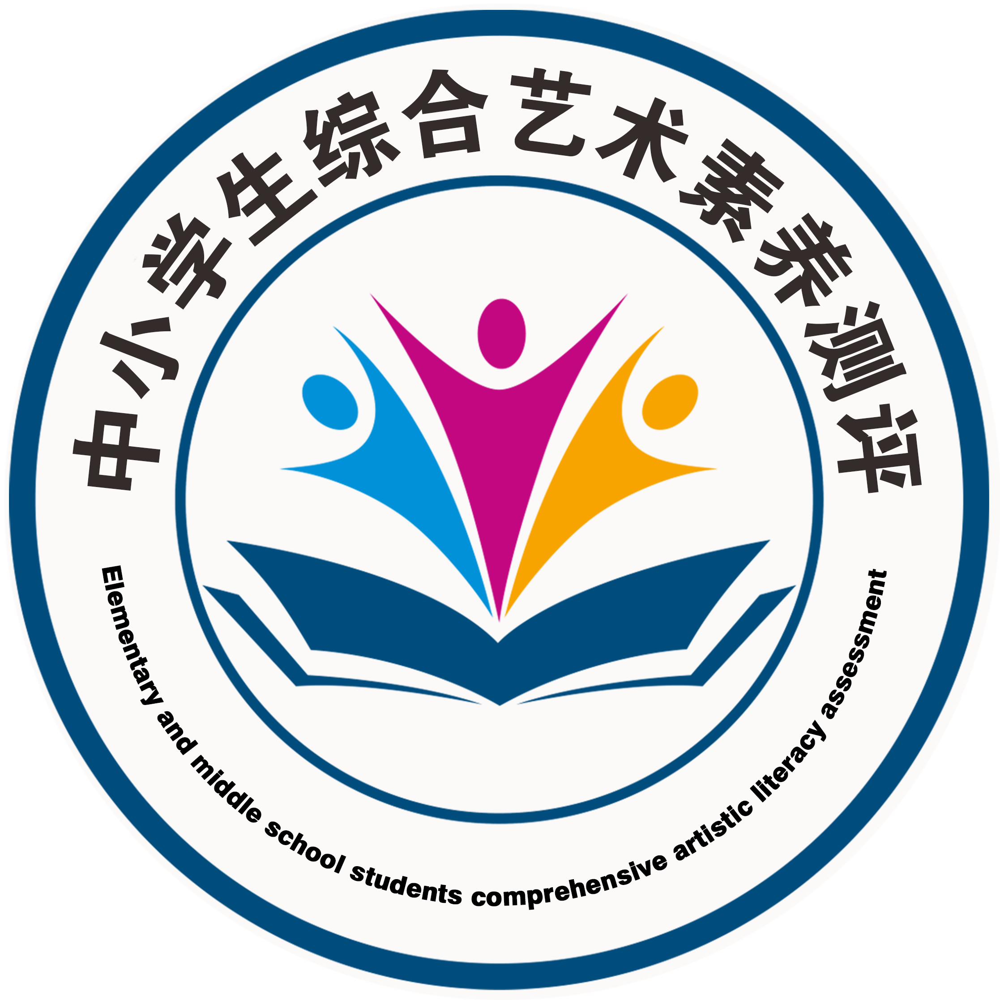 中小学生综合艺术素养测评
Elementary and middle school students comprehensive artistic literacy assessment